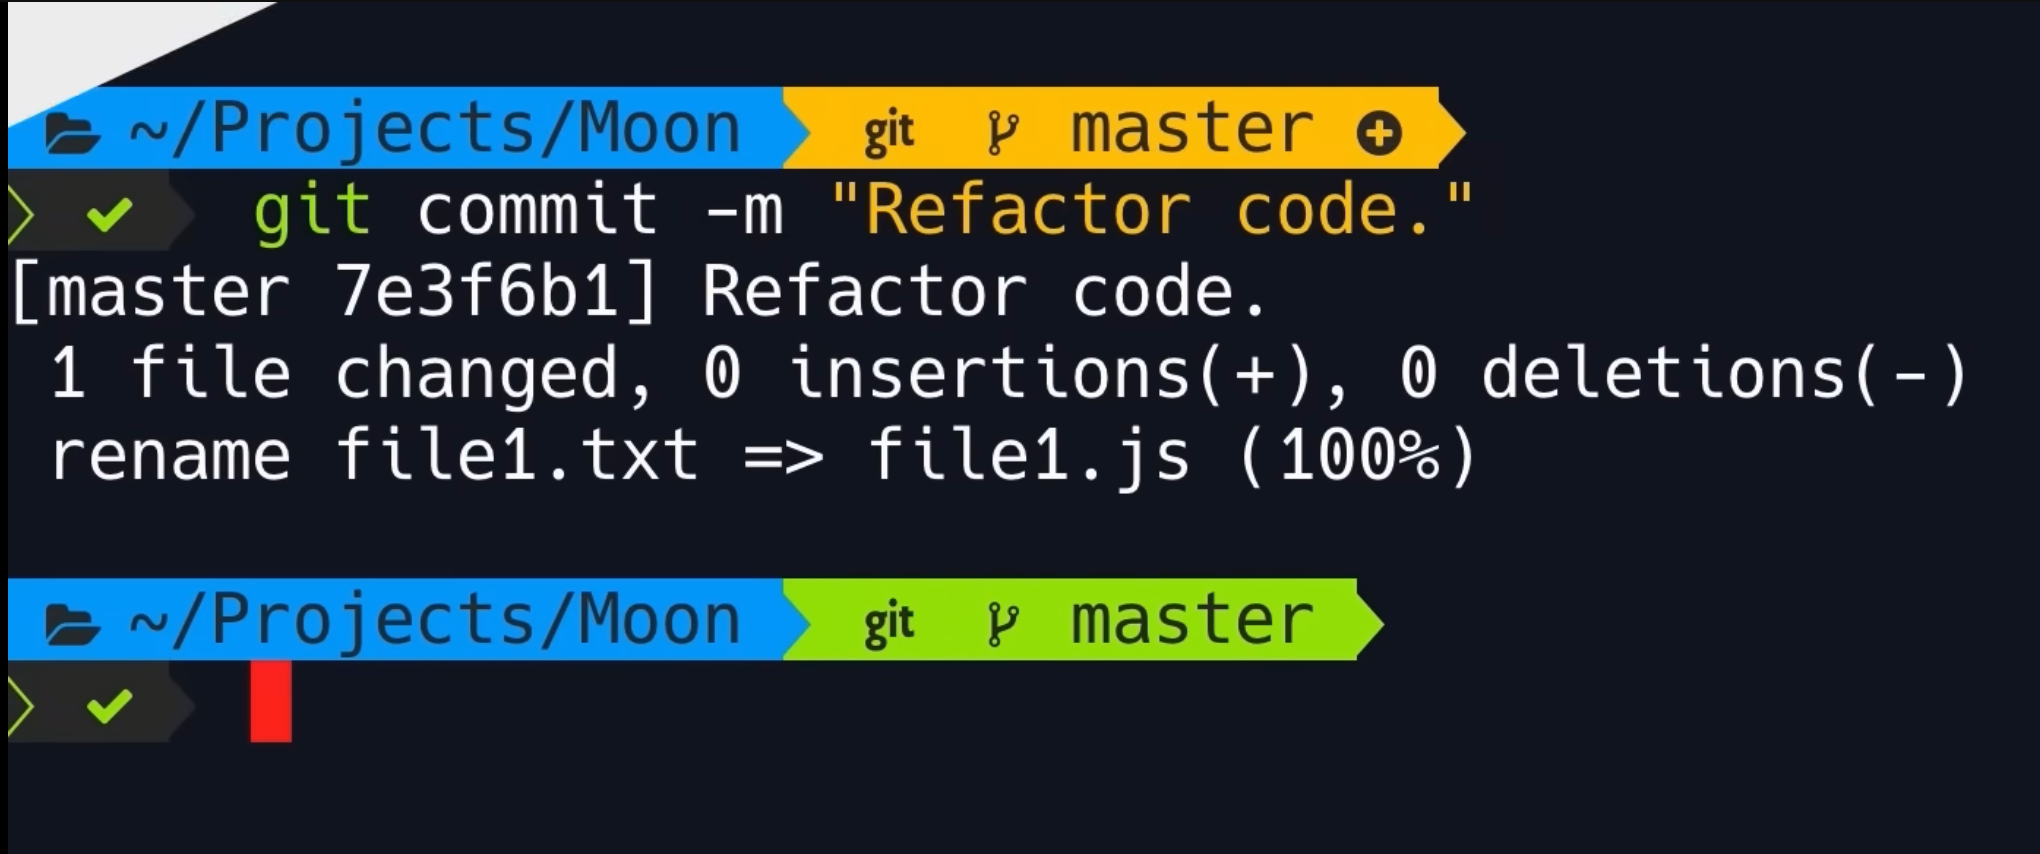 ~/Projects/Moon git master
git commit -m "Refactor code."
[master 7e3f6b1] Refactor code.
1 file changed, 0 insertions(+), 0 deletions(-)
rename file1.txt => file1.js (100%)
~/Projects/Moon git master